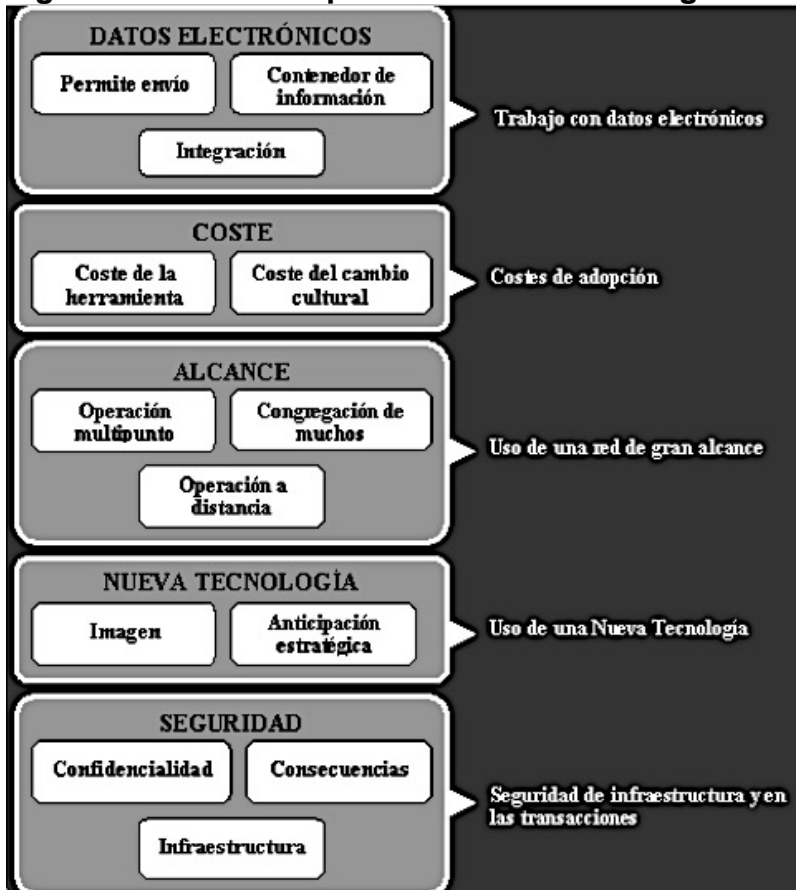 DATOS ELECTRÓNICOS
Permite envío
Contenedor de
información
Integración
Trabajo con datos electrónicos
COSTE
Coste de la
herramienta
Coste del cambio
cultural
Costes de adopción
ALCANCE
Operación
multipunto
Congregación de
muchos
Operación a
distancia
Uso de una red de gran alcance
NUEVA TECNOLOGÍA
Imagen
Anticipación
estratégica
Uso de una Nueva Tecnología
SEGURIDAD
Confidencialidad
Consecuencias
Infraestructura
Seguridad de infraestructura y en
las transacciones